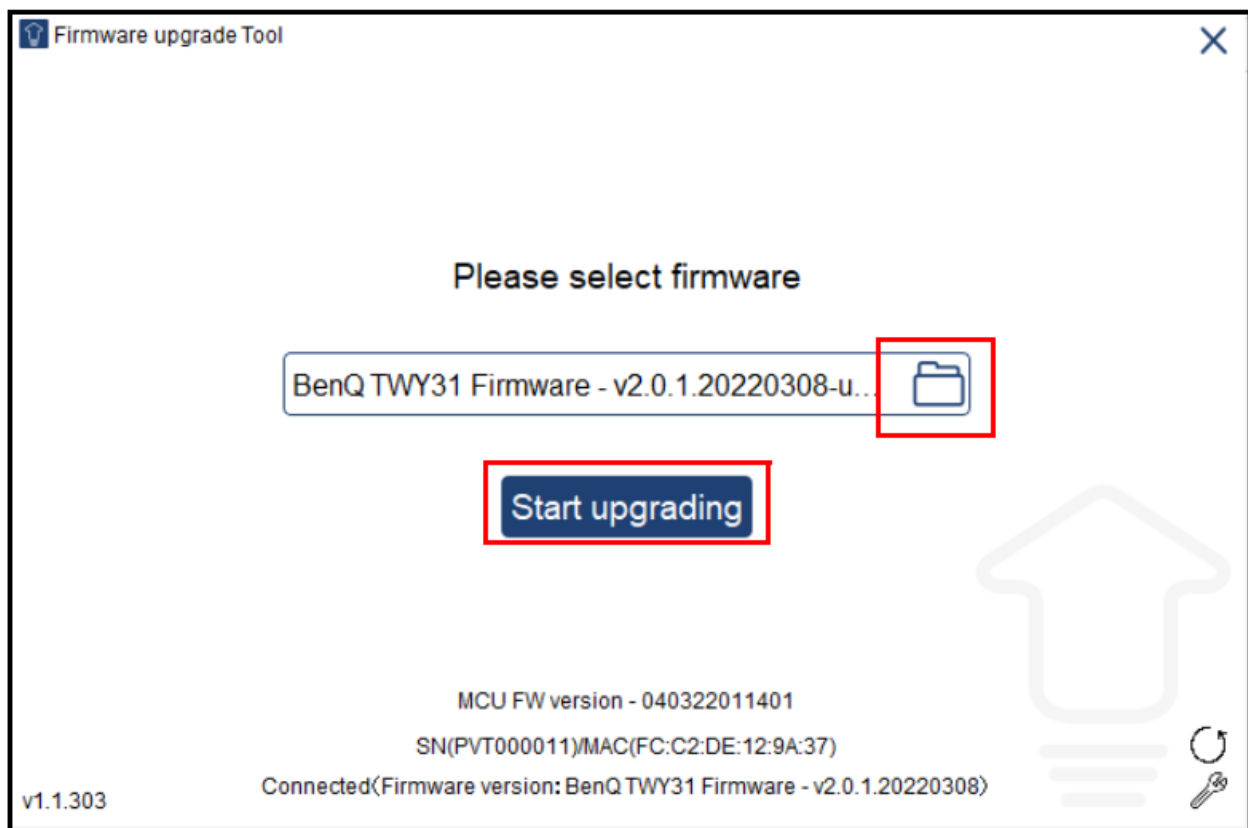 Firmware upgrade Tool
Please select firmware
BenQ TWY31 Firmware - v2.0.1.20220308-u...
Start upgrading
MCU FW version - 040322011401
SN(PVT000011)/MAC(FC:C2:DE:12:9A:37)
Connected(Firmware version: BenQ TWY31 Firmware - v2.0.1.20220308)
v1.1.303